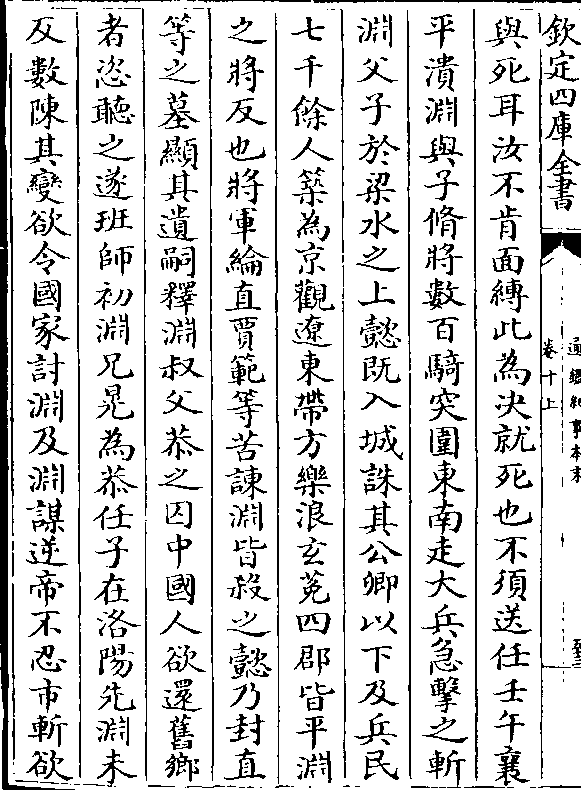 欽定四庫全書
通鑑紀事本末
卷十上
與死耳汝不肯面縛此為决就死也不須送任壬午襄
平潰淵與子脩將數百騎突圍東南走大兵急擊之斬
淵父子於梁水之上懿既入城誅其公卿以下及兵民
七千餘人築為京觀遼東帶方樂浪玄菟四郡皆平淵
之將反也將軍綸直賈範等苦諫淵皆殺之懿乃封直
等之墓顯其遺嗣釋淵叔父恭之囚中國人欲還舊鄉
者恣聽之遂班師初淵兄晃為恭任子在洛陽先淵未
反數陳其變欲令國家討淵及淵謀逆帝不忍市斬欲